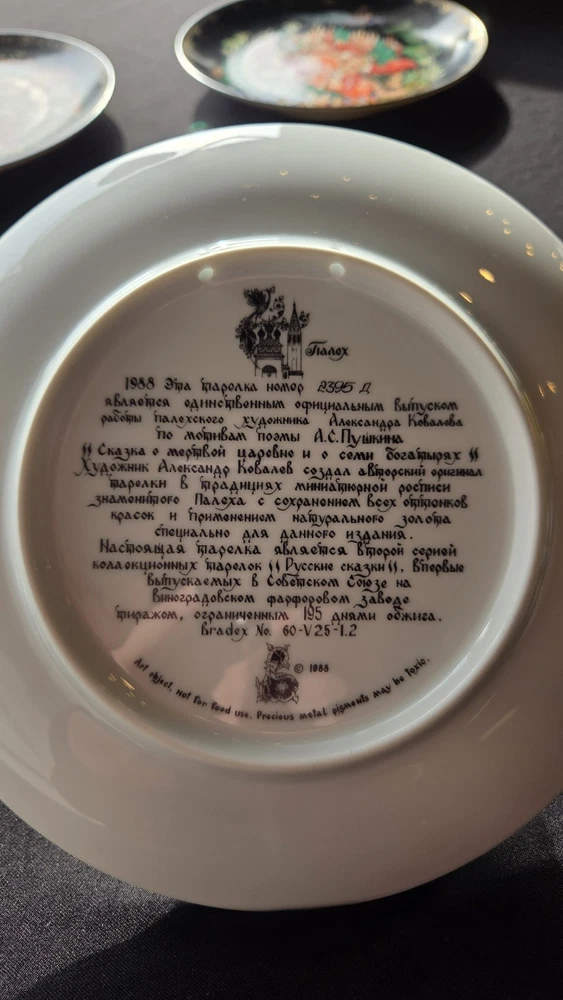 Палех
1988 Эта тарелка номер 2395 Д
является единственным официальным выпуском
работы палехского художника Александра Ковалова
по мотивам поэмы А.С.Пушкина
"Сказка о мертвой царевне и о семи богатырях"
Художник Александр Ковалов создал авторский оригинал
тарелки в традициях миниатюрной росписи
знаменитого Палеха с сохранением всех оттенков
красок и применением натурального золота
специально для данного издания.
Настоящая тарелка является второй серией
коллекционных тарелок "Русские сказки", впервые
выпускаемых в Советском Союзе на
Виноградовском фарфоровом заводе
тиражом, ограниченным 195 днями обжига.
Bradex No. 60-V25-1.2
© 1988
Art object, not for food use. Precious metal pigments may be toxic.